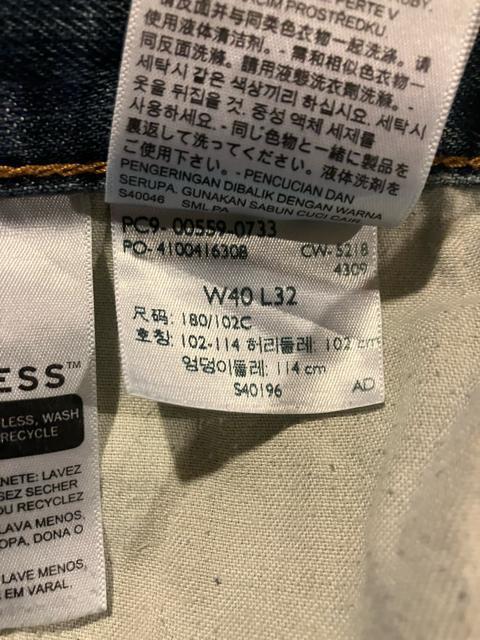 PERTE V
CIM PROSTŘEDKU.
请反面并与同类色衣物一起洗涤。请
使用液体清洁剂。· 需和相似色衣物一
同反面洗滌。請用液態洗衣劑洗滌。·
세탁시 같은 색상끼리 하십시요. 세탁시
옷을 뒤집을 것. 중성 액체 세제를
사용하세요. · 同じ色物と一緒に製品を
裏返して洗ってください。液体洗剤を
ご使用下さい。· PENCUCIAN DAN
PENGERINGAN DIBALIK DENGAN WARNA
SERUPA. GUNAKAN SABUN CUCI CAIR
S40046 SML PA
PC9- 00559-0733
PO- 4100416308 CW- 5218
4309
W40 L32
尺码: 180/102C
호칭: 102-114 허리둘레: 102 cm
엉덩이둘레: 114 cm
S40196 AD
ESS™
LESS, WASH
RECYCLE
NETE: LAVEZ
SEZ SECHER
OU RECYCLEZ
LAVA MENOS,
OPA, DONA O
LAVE MENOS,
EM VARAL.